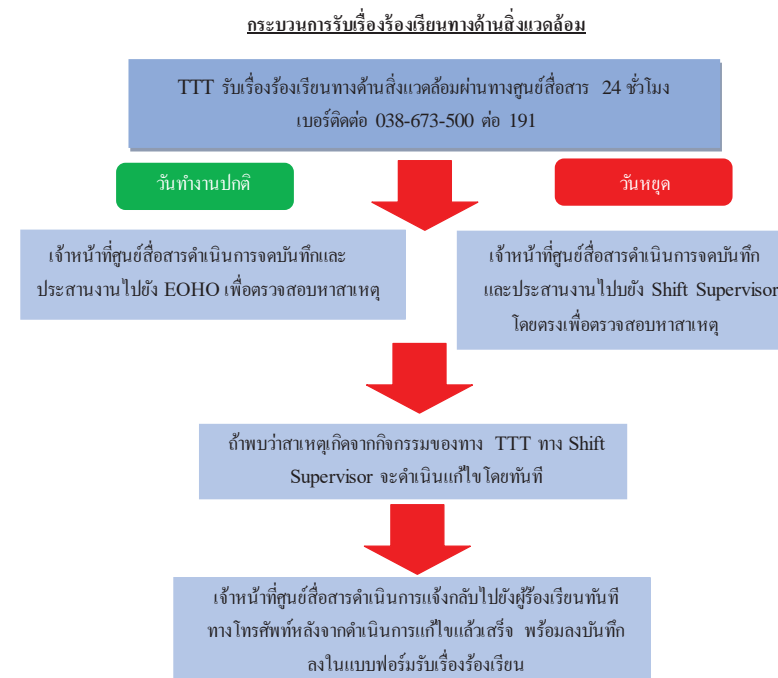 กระบวนการรับเรื่องร้องเรียนทางด้านสิ่งแวดล้อม
TTT รับเรื่องร้องเรียนทางด้านสิ่งแวดล้อมผ่านทางศูนย์สื่อสาร 24 ชั่วโมง
เบอร์ติดต่อ 038-673-500 ต่อ 191
วันทำงานปกติ
วันหยุด
เจ้าหน้าที่ศูนย์สื่อสารดำเนินการจดบันทึกและ
ประสานงานไปยัง EOHO เพื่อตรวจสอบหาสาเหตุ
เจ้าหน้าที่ศูนย์สื่อสารดำเนินการจดบันทึก
และประสานงานไปบยัง Shift Supervisor
โดยตรงเพื่อตรวจสอบหาสาเหตุ
ถ้าพบว่าสาเหตุเกิดจากกิจกรรมของทาง TTT ทาง Shift
Supervisor จะดำเนินแก้ไขโดยทันที
เจ้าหน้าที่ศูนย์สื่อสารดำเนินการแจ้งกลับไปยังผู้ร้องเรียนทันที
ทางโทรศัพท์หลังจากดำเนินการแก้ไขแล้วเสร็จ พร้อมลงบันทึก
ลงในแบบฟอร์มรับเรื่องร้องเรียน